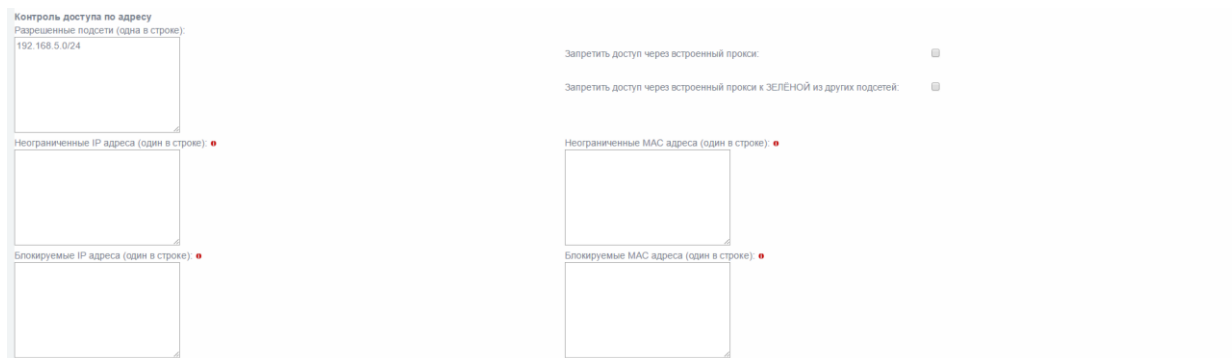 Контроль доступа по адресу
Разрешенные подсети (одна в строке):
192.168.5.0/24
Запретить доступ через встроенный прокси:
Запретить доступ через встроенный прокси к ЗЕЛЁНОЙ из других подсетей:
Неограниченные IP адреса (один в строке):
Неограниченные MAC адреса (один в строке):
Блокируемые IP адреса (один в строке):
Блокируемые MAC адреса (один в строке):